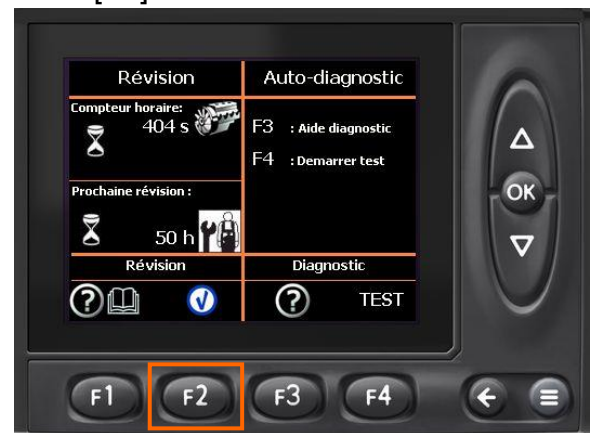 Révision
Auto-diagnostic
Compteur horaire:
404 s
F3 : Aide diagnostic
F4 : Demarrer test
Prochaine révision :
50 h
Révision
Diagnostic
? ?
TEST
F1 F2 F3 F4
OK